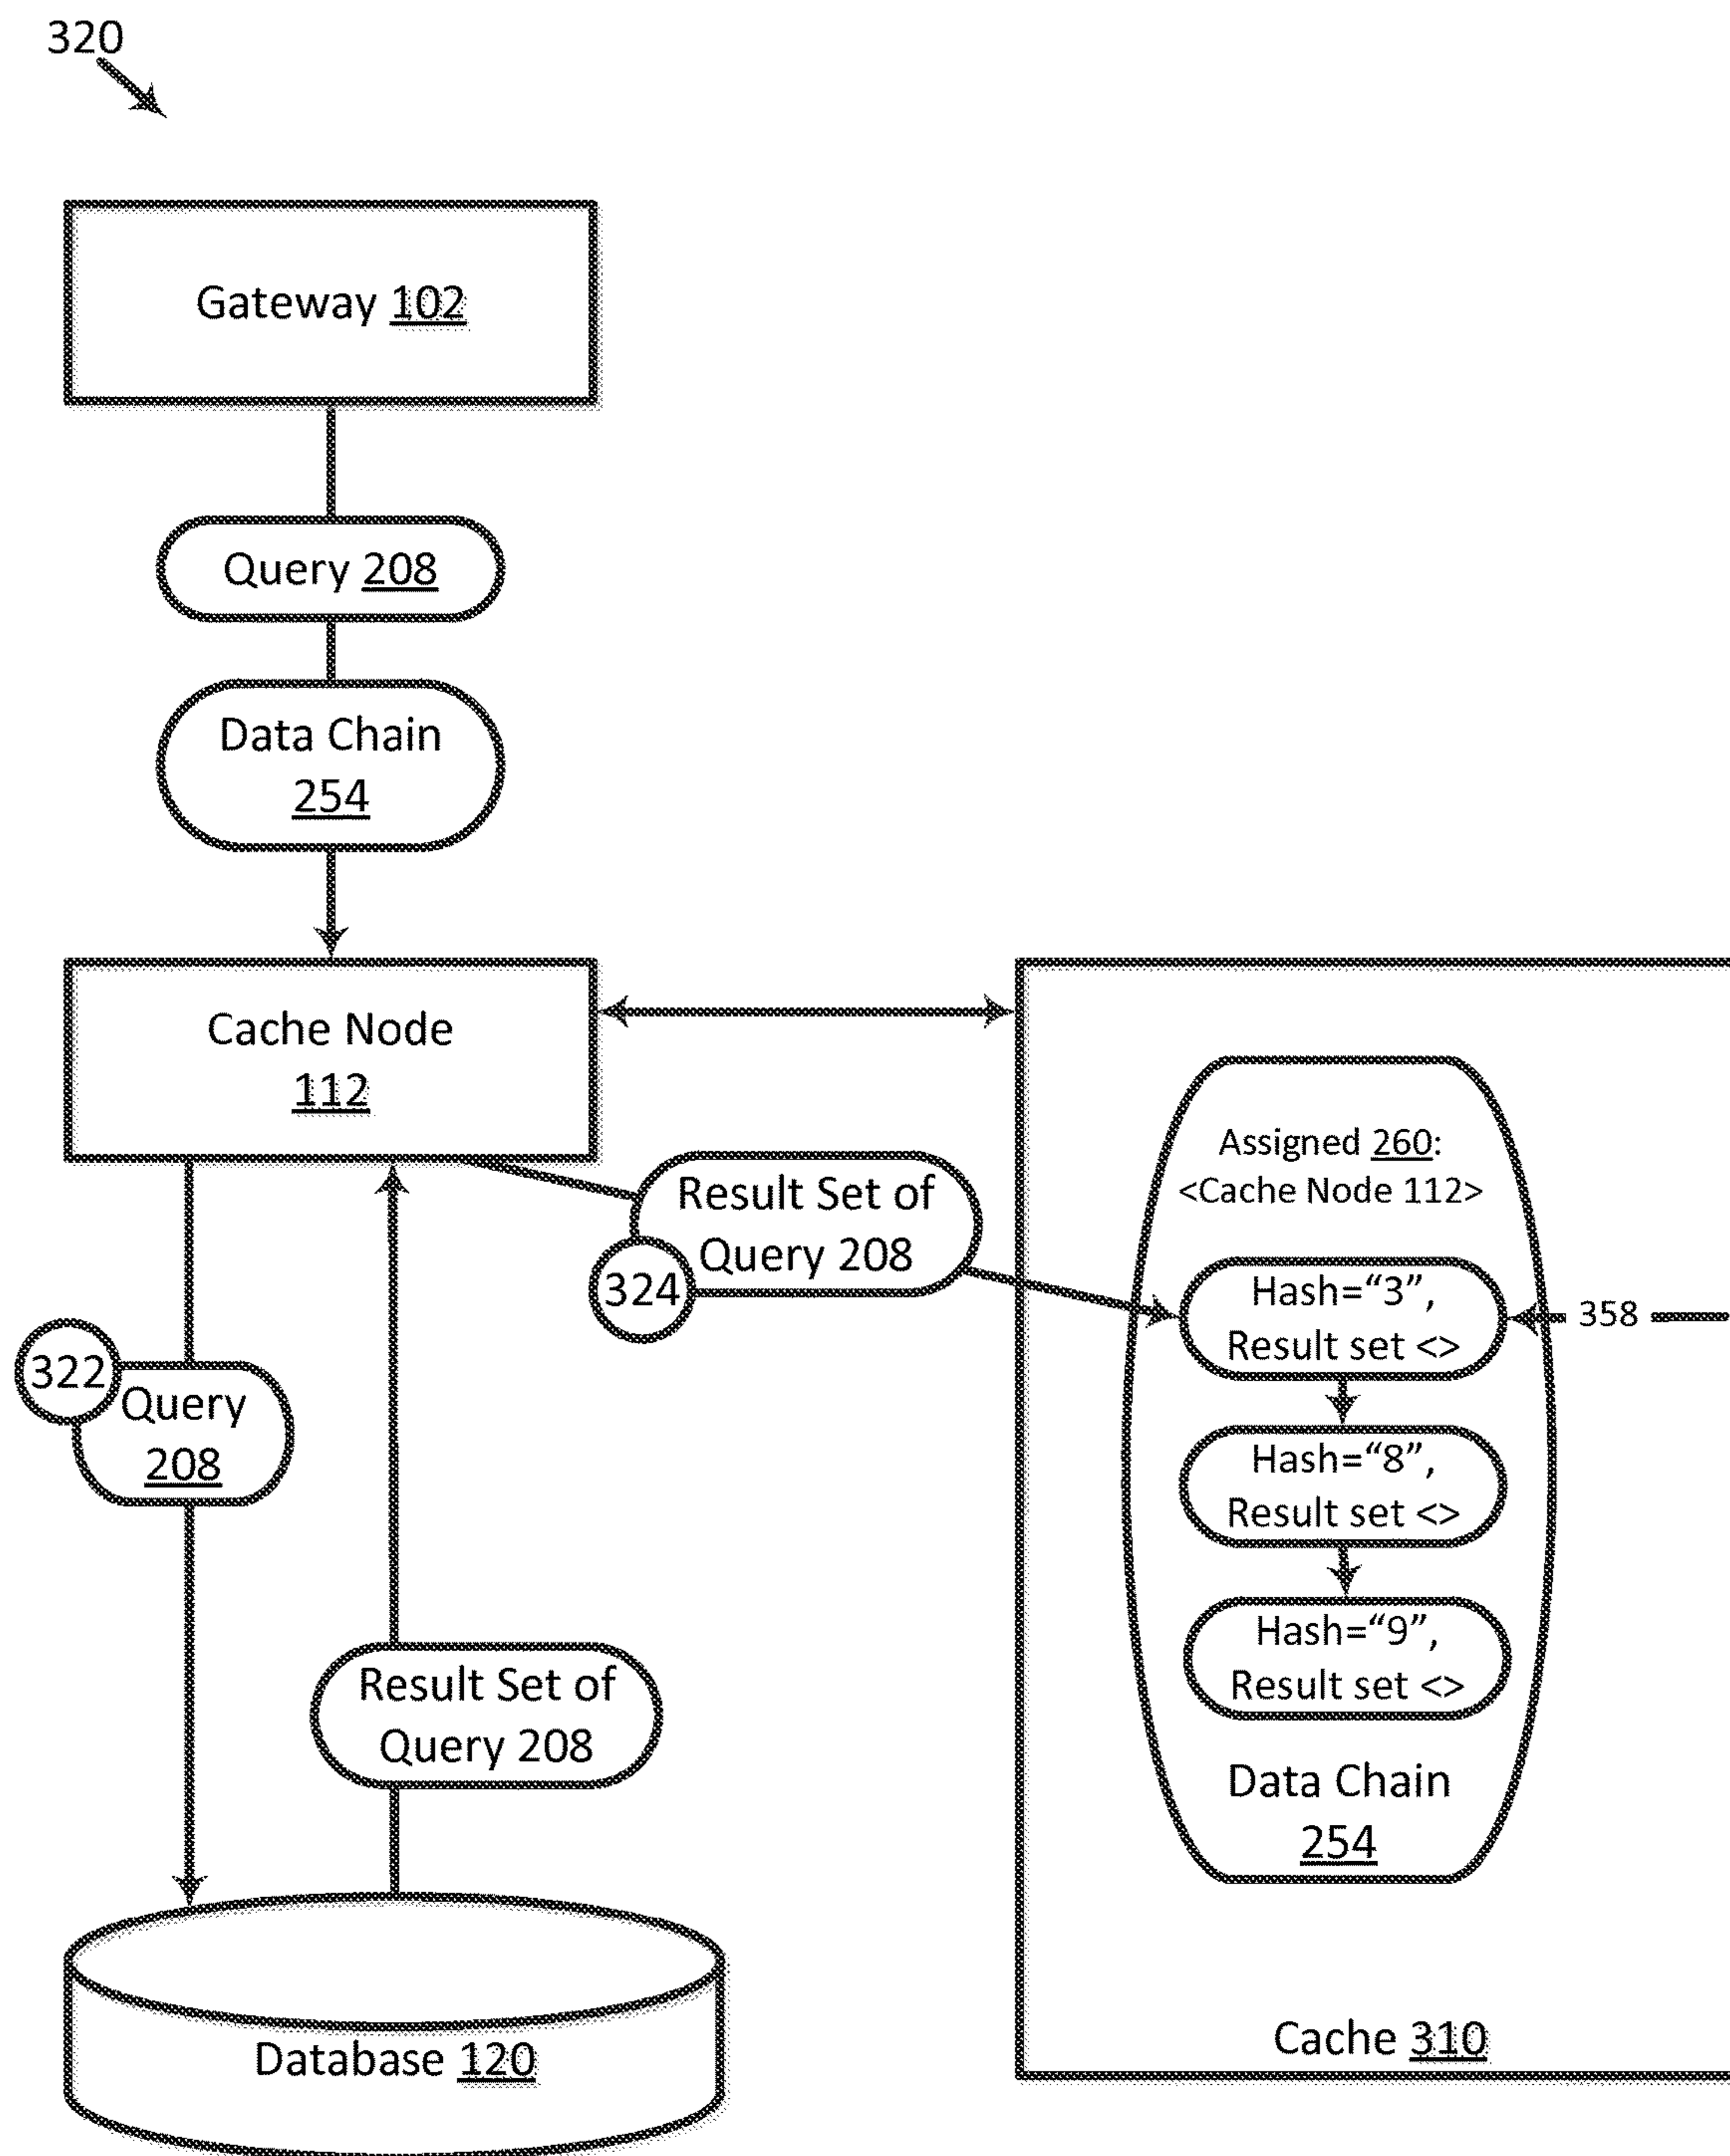 320
Gateway 102
Query 208
Data Chain
254
Cache Node
112
Assigned 260:
<Cache Node 112>
Result Set of
Query 208
324
Hash="3",
Result set <>
358
322
Query
208
Hash="8",
Result set <>
Hash="9",
Result set <>
Result Set of
Query 208
Data Chain
254
Cache 310
Database 120